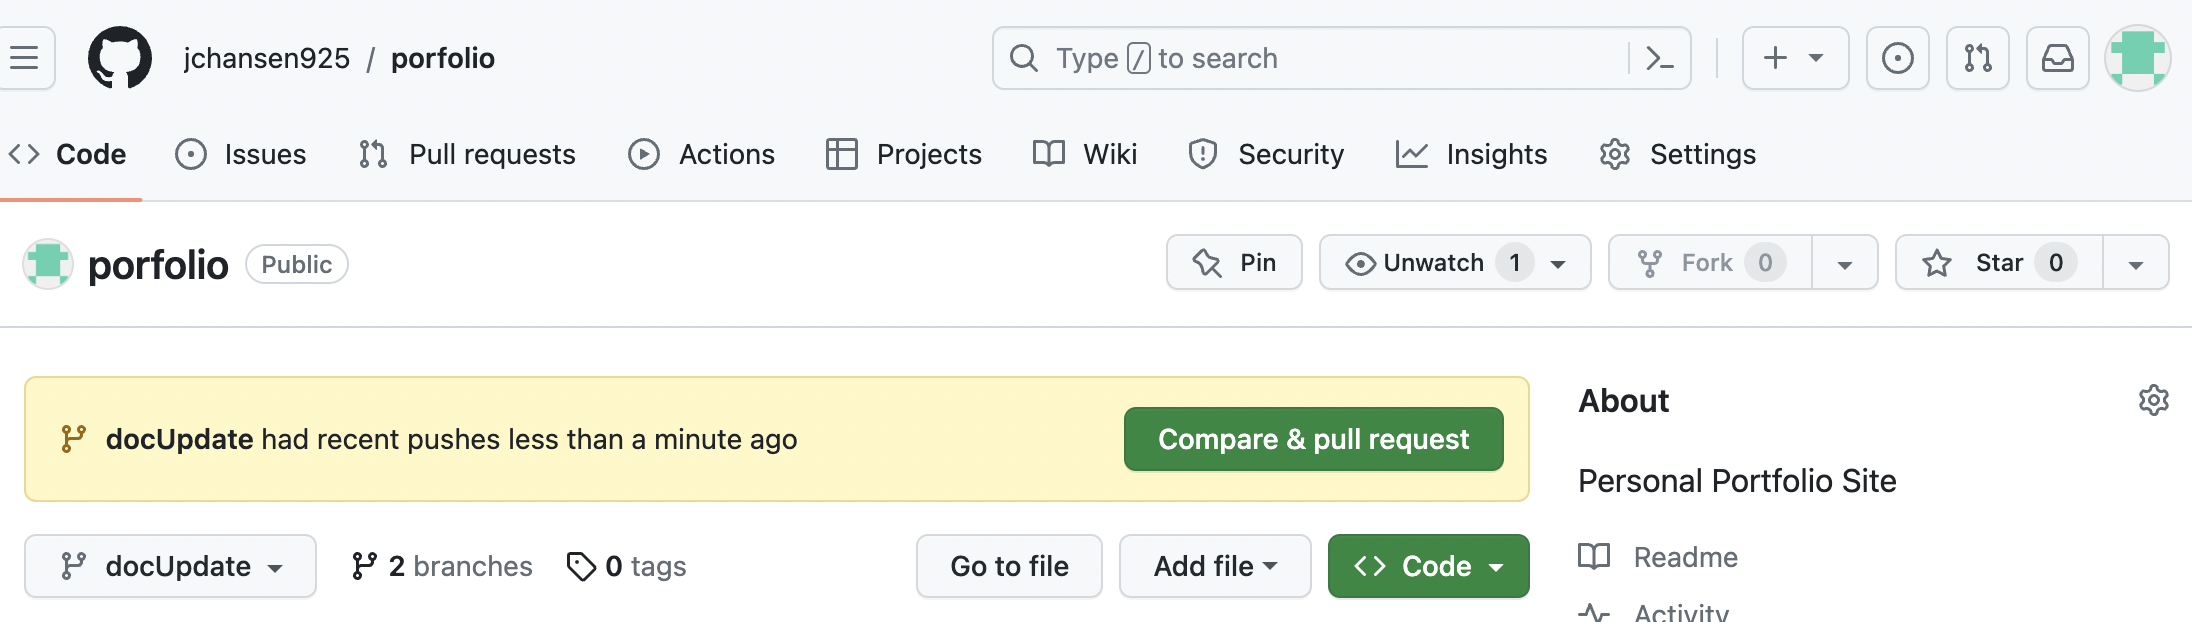 jchansen925 / porfolio
Type / to search
Code Issues Pull requests Actions Projects Wiki Security Insights Settings
porfolio Public
Pin Unwatch 1 Fork 0 Star 0
docUpdate had recent pushes less than a minute ago
Compare & pull request
docUpdate 2 branches 0 tags
Go to file Add file Code
About
Personal Portfolio Site
Readme
Activity